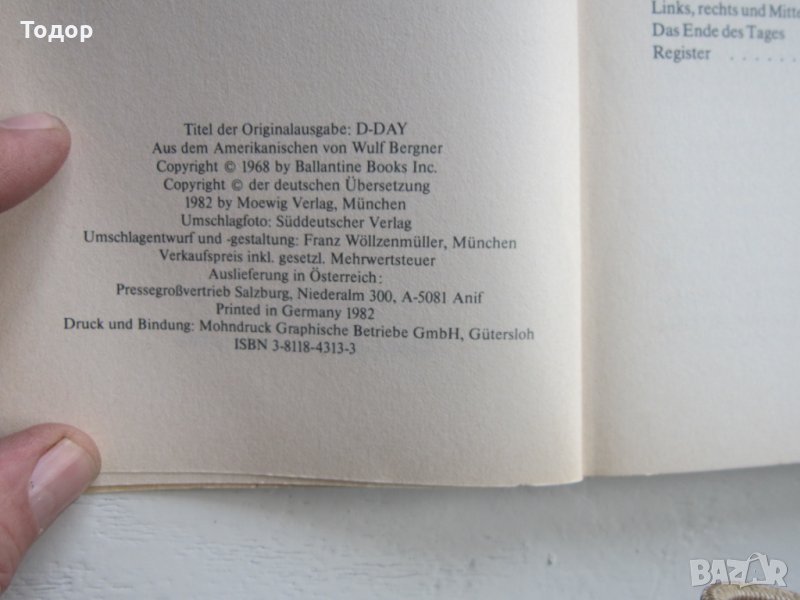 Todor
Titel der Originalausgabe: D-DAY
Aus dem Amerikanischen von Wulf Bergner
Copyright © 1968 by Ballantine Books Inc.
Copyright © der deutschen Übersetzung
1982 by Moewig Verlag, München
Umschlagfoto: Süddeutscher Verlag
Umschlagentwurf und -gestaltung: Franz Wöllzenmüller, München
Verkaufspreis inkl. gesetzl. Mehrwertsteuer
Auslieferung in Österreich:
Pressegroßvertrieb Salzburg, Niederalm 300, A-5081 Anif
Printed in Germany 1982
Druck und Bindung: Mohndruck Graphische Betriebe GmbH, Gütersloh
ISBN 3-8118-4313-3
Links, rechts und Mitte
Das Ende des Tages
Register . . . . . .
BAZAR